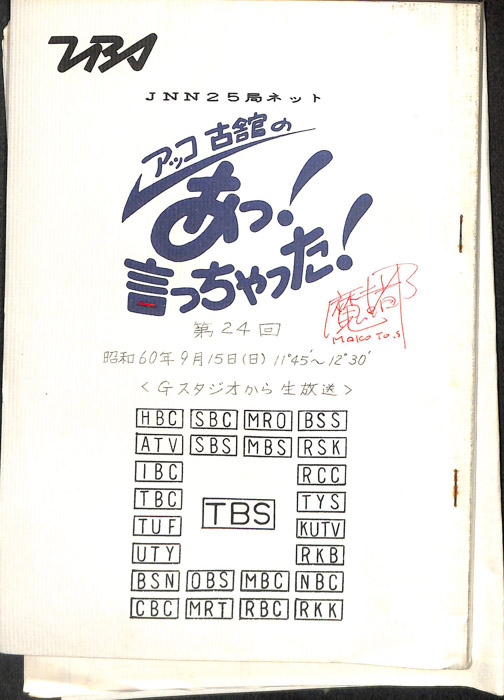 TBS
JNN25局ネット
アッコ 古舘の
あっ!
言っちゃった!
第24回
MAKOTO.S
昭和60年9月15日(日) 11°45′~12°30′
<Gスタジオから生放送>
HBC SBC MRO BSS
ATV SBS MBS RSK
IBC RCC
TBC TYS
TBS
TUF KUTV
UTY RKB
BSN OBS MBC NBC
CBC MRT RBC RKK